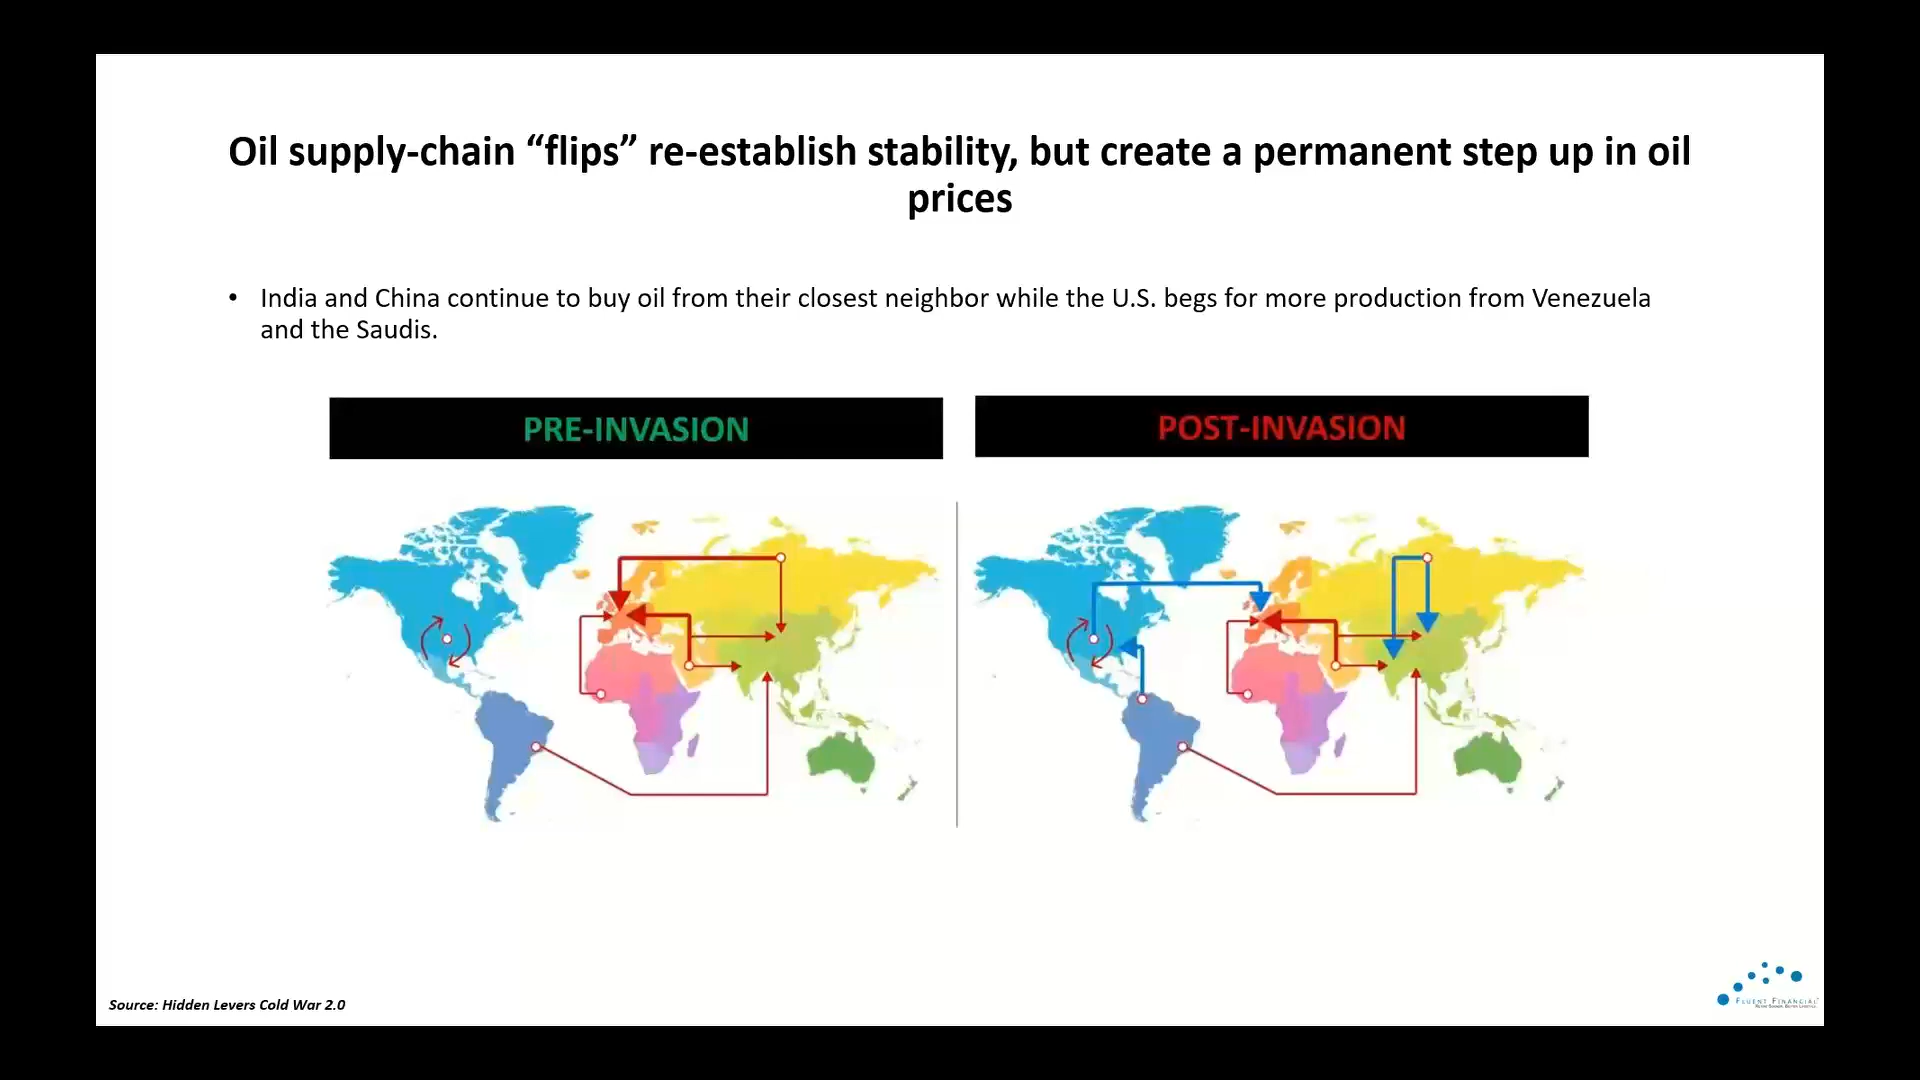 Oil supply-chain “flips” re-establish stability, but create a permanent step up in oil
prices
• India and China continue to buy oil from their closest neighbor while the U.S. begs for more production from Venezuela
and the Saudis.
PRE-INVASION
POST-INVASION
Source: Hidden Levers Cold War 2.0
FLUENT FINANCIAL